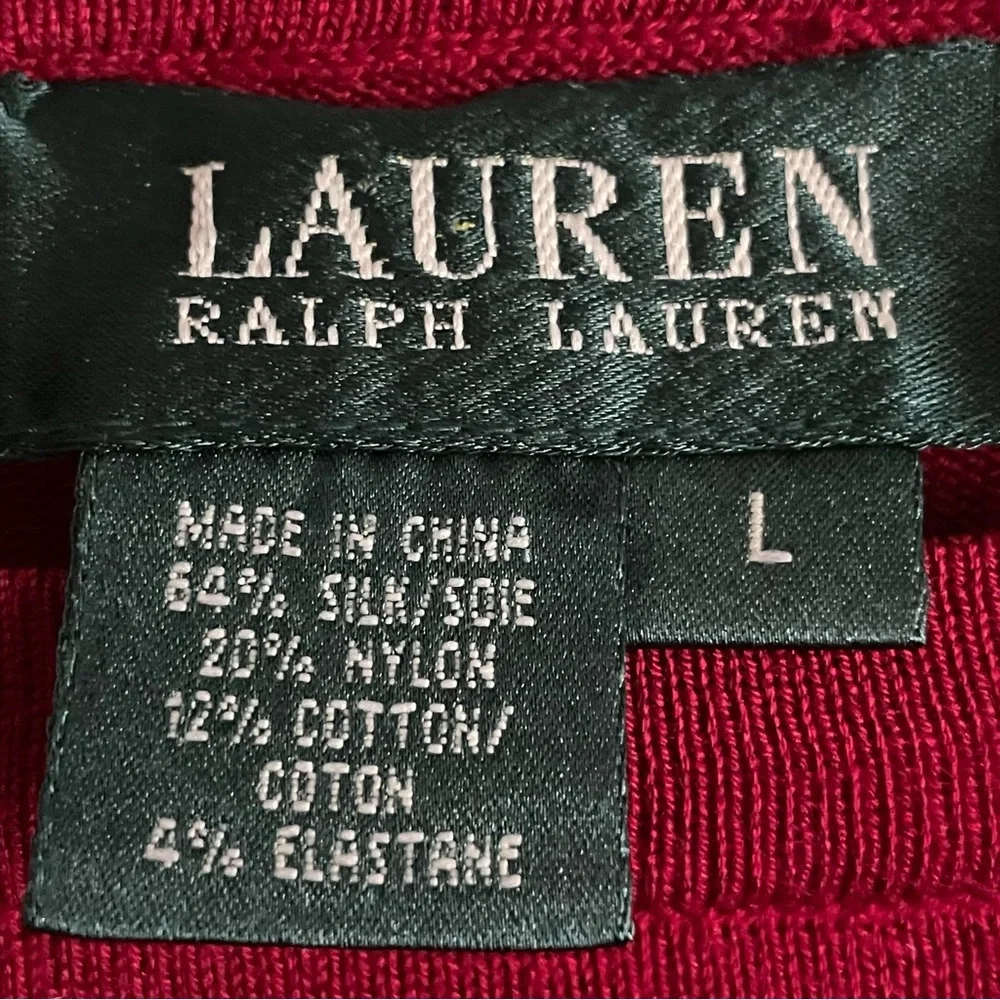 LAUREN
RALPH LAUREN
MADE IN CHINA
64% SILK/SOIE
20% NYLON
12% COTTON/
COTON
4% ELASTANE
L